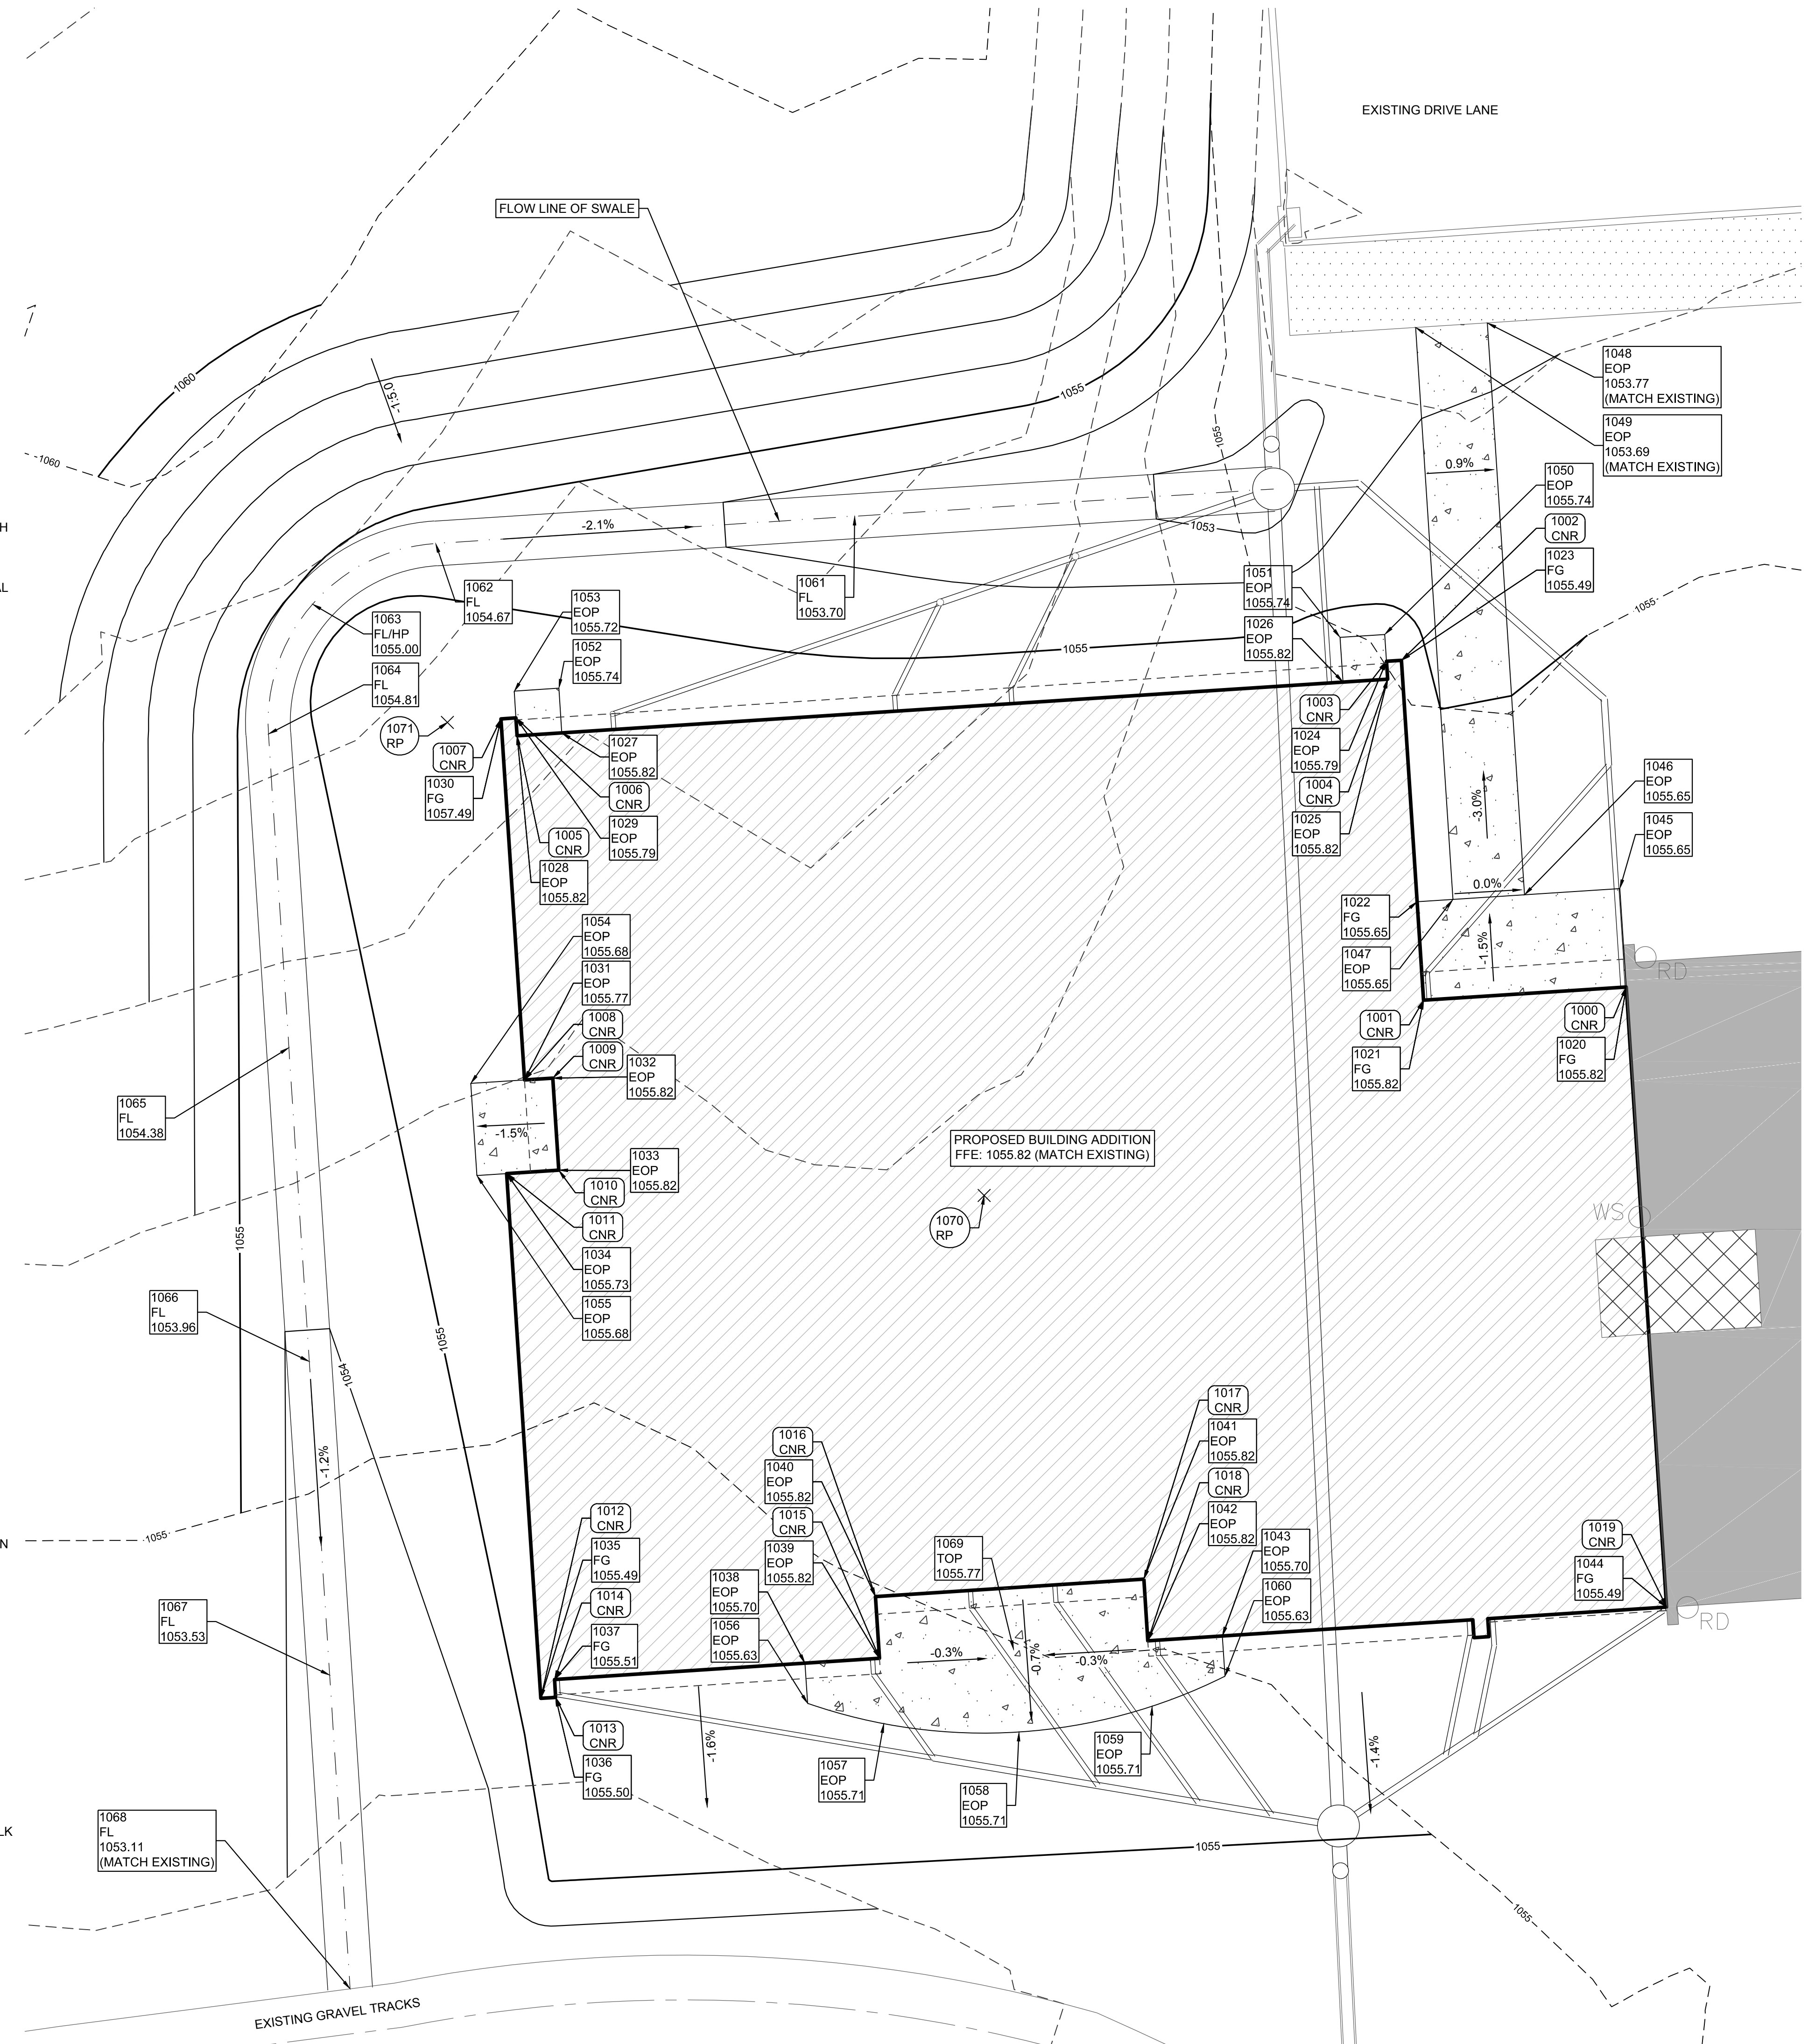 EXISTING DRIVE LANE
FLOW LINE OF SWALE
1060
-1:5.0
1055
1055
1060
1048
EOP
1053.77
(MATCH EXISTING)
1049
EOP
1053.69
(MATCH EXISTING)
0.9%
1050
EOP
1055.74
1002
CNR
1023
FG
1055.49
H
-2.1%
1053
AL
1062
FL
1054.67
1053
EOP
1055.72
1061
FL
1053.70
1051
EOP
1055.74
1055
1063
FL/HP
1055.00
1052
EOP
1055.74
1055
1026
EOP
1055.82
1064
FL
1054.81
1071
RP
1007
CNR
1030
FG
1057.49
1027
EOP
1055.82
1006
CNR
1029
EOP
1055.79
1005
CNR
1028
EOP
1055.82
1003
CNR
1024
EOP
1055.79
1004
CNR
1025
EOP
1055.82
-3.0%
1046
EOP
1055.65
1045
EOP
1055.65
0.0%
1022
FG
1055.65
-1.5%
1047
EOP
1055.65
RD
1054
EOP
1055.68
1031
EOP
1055.77
1008
CNR
1009
CNR
1032
EOP
1055.82
1001
CNR
1021
FG
1055.82
1000
CNR
1020
FG
1055.82
1065
FL
1054.38
-1.5%
PROPOSED BUILDING ADDITION
FFE: 1055.82 (MATCH EXISTING)
1033
EOP
1055.82
1010
CNR
1011
CNR
1034
EOP
1055.73
1055
EOP
1055.68
1070
RP
WS
1055
1066
FL
1053.96
1055
1054
-1.2%
1017
CNR
1041
EOP
1055.82
1018
CNR
1042
EOP
1055.82
1016
CNR
1040
EOP
1055.82
1015
CNR
1039
EOP
1055.82
1012
CNR
1035
FG
1055.49
1014
CNR
1037
FG
1055.51
N
1055
1069
TOP
1055.77
1043
EOP
1055.70
1060
EOP
1055.63
1019
CNR
1044
FG
1055.49
RD
1038
EOP
1055.70
1056
EOP
1055.63
1067
FL
1053.53
-0.3%
-0.7%
-0.3%
1013
CNR
1036
FG
1055.50
-1.6%
1057
EOP
1055.71
1058
EOP
1055.71
1059
EOP
1055.71
-1.4%
1068
FL
1053.11
(MATCH EXISTING)
LK
1055
1055
EXISTING GRAVEL TRACKS